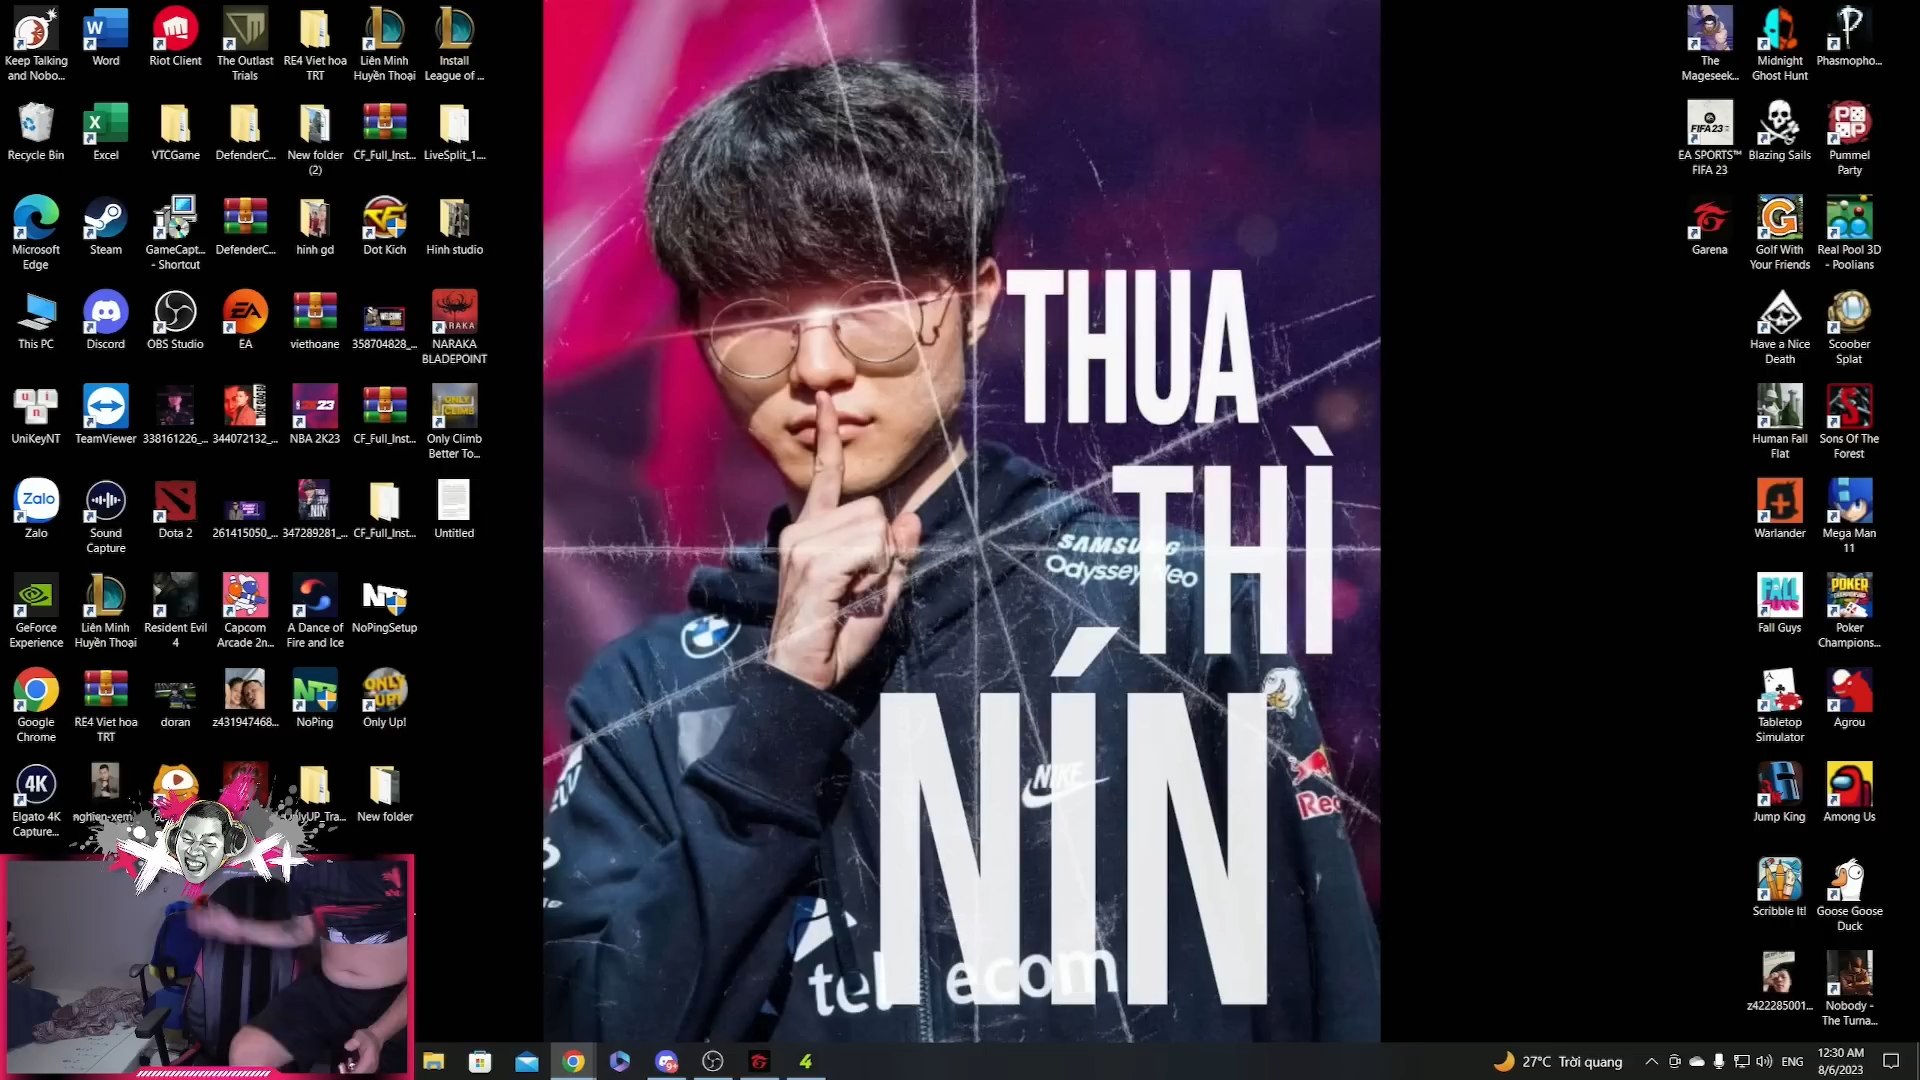 Keep Talking
and Nobo...
Word
Riot Client
The Outlast
Trials
RE4 Viet hoa
TRT
Liên Minh
Huyền Thoại
Install
League of ...
Recycle Bin
Excel
VTCGame
DefenderC...
New folder
(2)
CF_Full_Inst...
LiveSplit_1....
Microsoft
Edge
Steam
GameCapt...
- Shortcut
DefenderC...
hinh gd
Dot Kich
Hinh studio
This PC
Discord
OBS Studio
EA
viethoane
358704828_...
NARAKA
BLADEPOINT
UniKeyNT
TeamViewer
338161226_...
344072132_...
NBA 2K23
CF_Full_Inst...
Only Climb
Better To...
Zalo
Sound
Capture
Dota 2
261415050_...
347289281_...
CF_Full_Inst...
Untitled
GeForce
Experience
Liên Minh
Huyền Thoại
Resident Evil
4
Capcom
Arcade 2n...
A Dance of
Fire and Ice
NoPingSetup
Google
Chrome
RE4 Viet hoa
TRT
doran
z431947468...
NoPing
Only Up!
Elgato 4K
Capture...
nghien-xem...
OnlyUP_Tra...
New folder
THUA
THÌ
NÍN
SAMSUNG
Odyssey Neo
NIKE
Red
telecom
The
Mageseek...
Midnight
Ghost Hunt
Phasmopho...
EA SPORTS™
FIFA 23
Blazing Sails
Pummel
Party
Garena
Golf With
Your Friends
Real Pool 3D
- Poolians
Have a Nice
Death
Scoober
Splat
Human Fall
Flat
Sons Of The
Forest
Warlander
Mega Man
11
Fall Guys
Poker
Champions...
Tabletop
Simulator
Agrou
Jump King
Among Us
Scribble It!
Goose Goose
Duck
z422285001...
Nobody -
The Turna...
27°C Trời quang
ENG
12:30 AM
8/6/2023